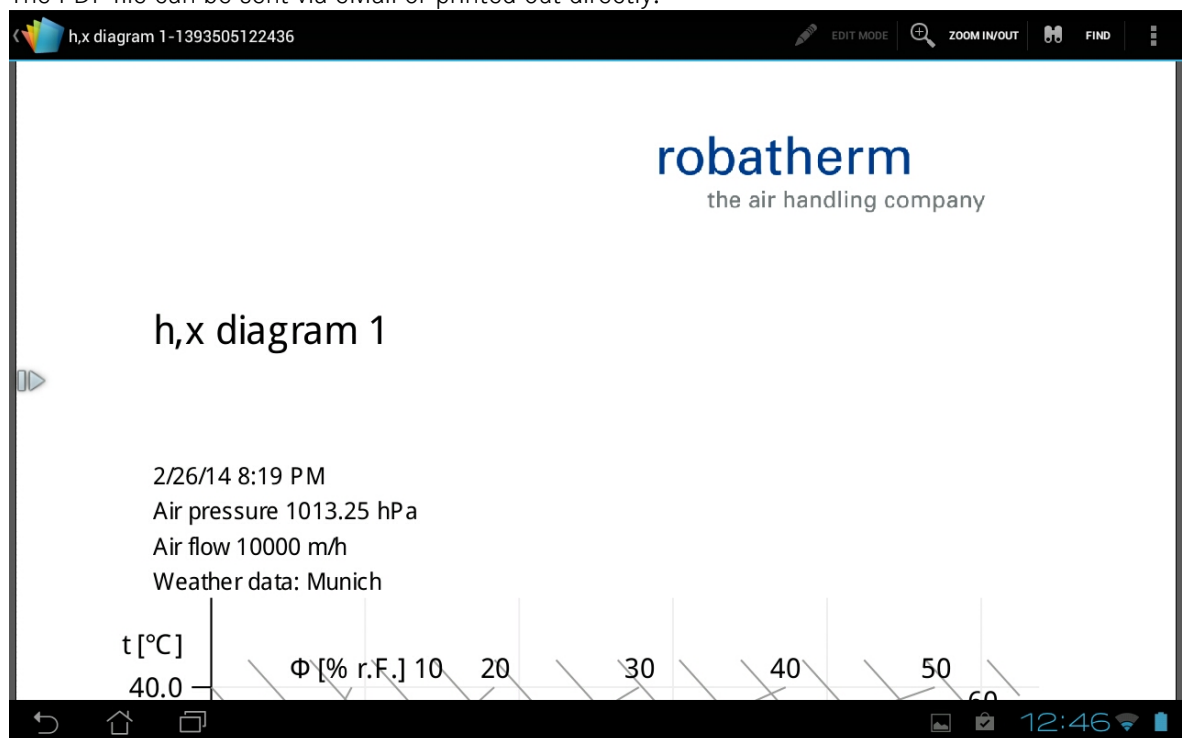 The PDF file can be sent via eMail or printed out directly.
h,x diagram 1-1393505122436
EDIT MODE
ZOOM IN/OUT
FIND
robatherm
the air handling company
h,x diagram 1
2/26/14 8:19 PM
Air pressure 1013.25 hPa
Air flow 10000 m/h
Weather data: Munich
t [°C]
Φ [% r.F.] 10 20 30 40 50
40.0
60
12:46